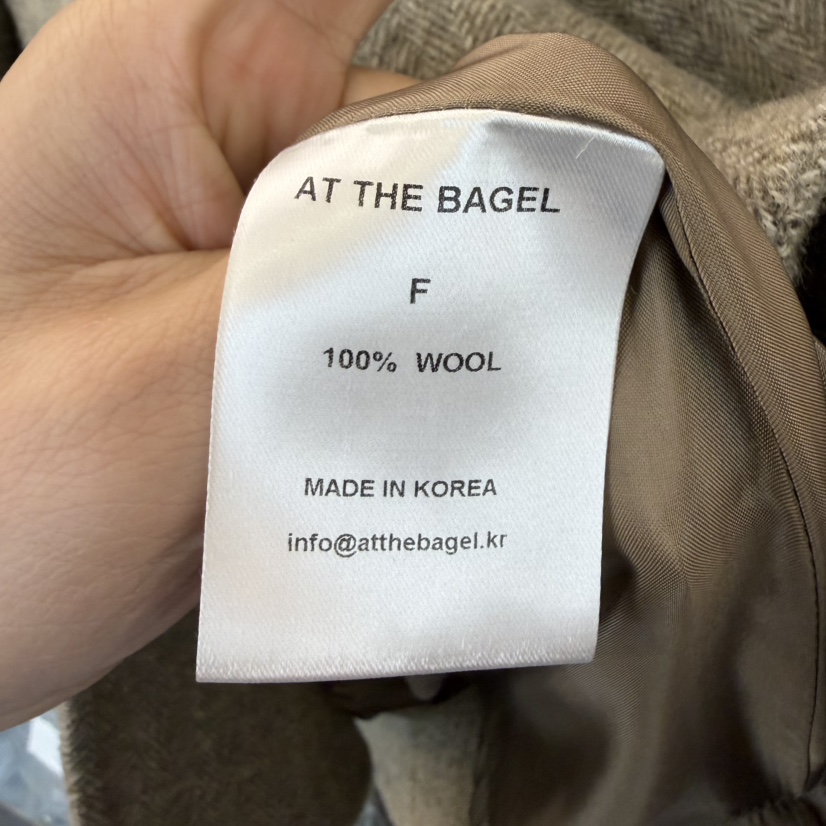 AT THE BAGEL
F
100% WOOL
MADE IN KOREA
info@atthebagel.kr